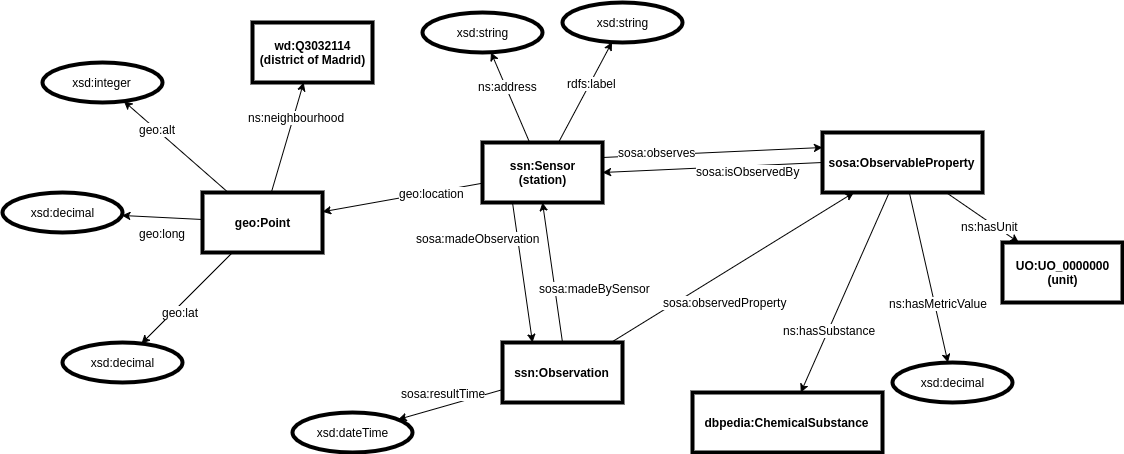 xsd:string
xsd:string
wd:Q3032114
(district of Madrid)
xsd:integer
ns:address
rdfs:label
ns:neighbourhood
geo:alt
sosa:observes
ssn:Sensor
(station)
sosa:isObservedBy
sosa:ObservableProperty
geo:location
xsd:decimal
geo:long
geo:Point
sosa:madeObservation
ns:hasUnit
UO:UO_0000000
(unit)
sosa:madeBySensor
sosa:observedProperty
ns:hasMetricValue
geo:lat
ns:hasSubstance
xsd:decimal
ssn:Observation
xsd:decimal
sosa:resultTime
xsd:dateTime
dbpedia:ChemicalSubstance